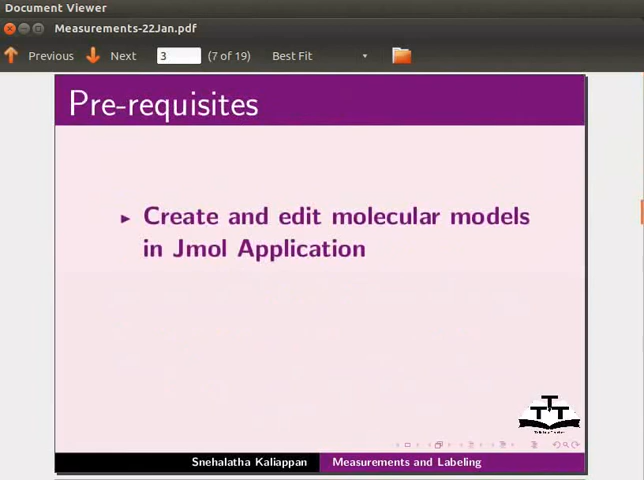 Document Viewer
Measurements-22Jan.pdf
Previous Next 3 (7 of 19) Best Fit
Pre-requisites
Create and edit molecular models
in Jmol Application
Snehalatha Kaliappan Measurements and Labeling